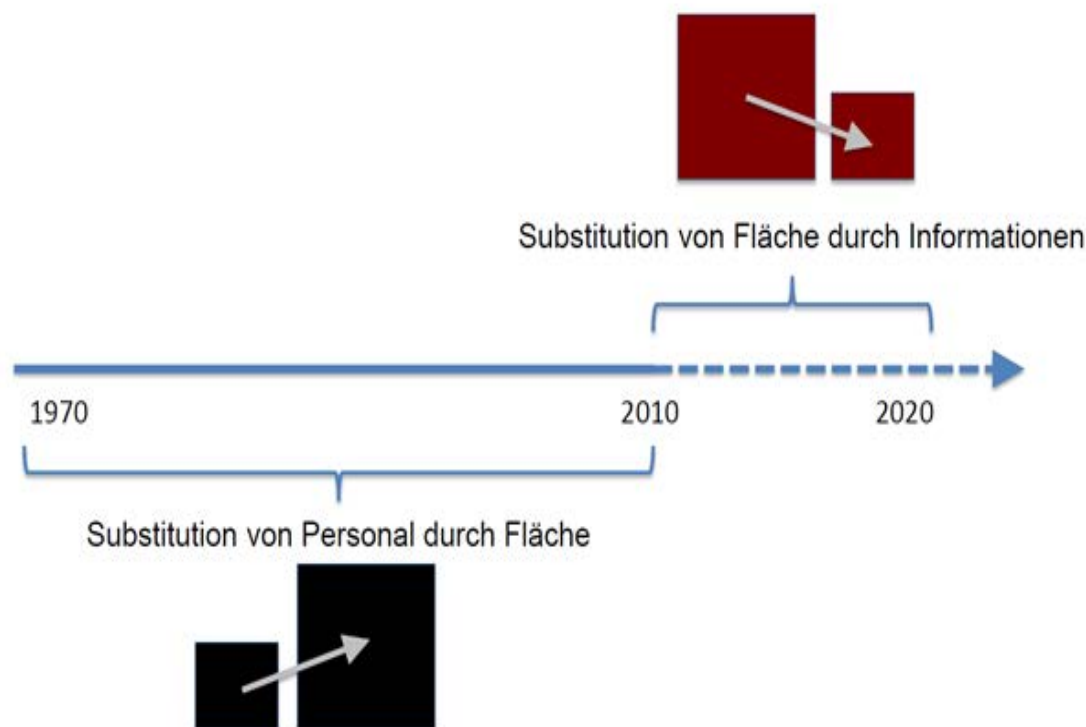 Substitution von Fläche durch Informationen
1970
2010
2020
Substitution von Personal durch Fläche